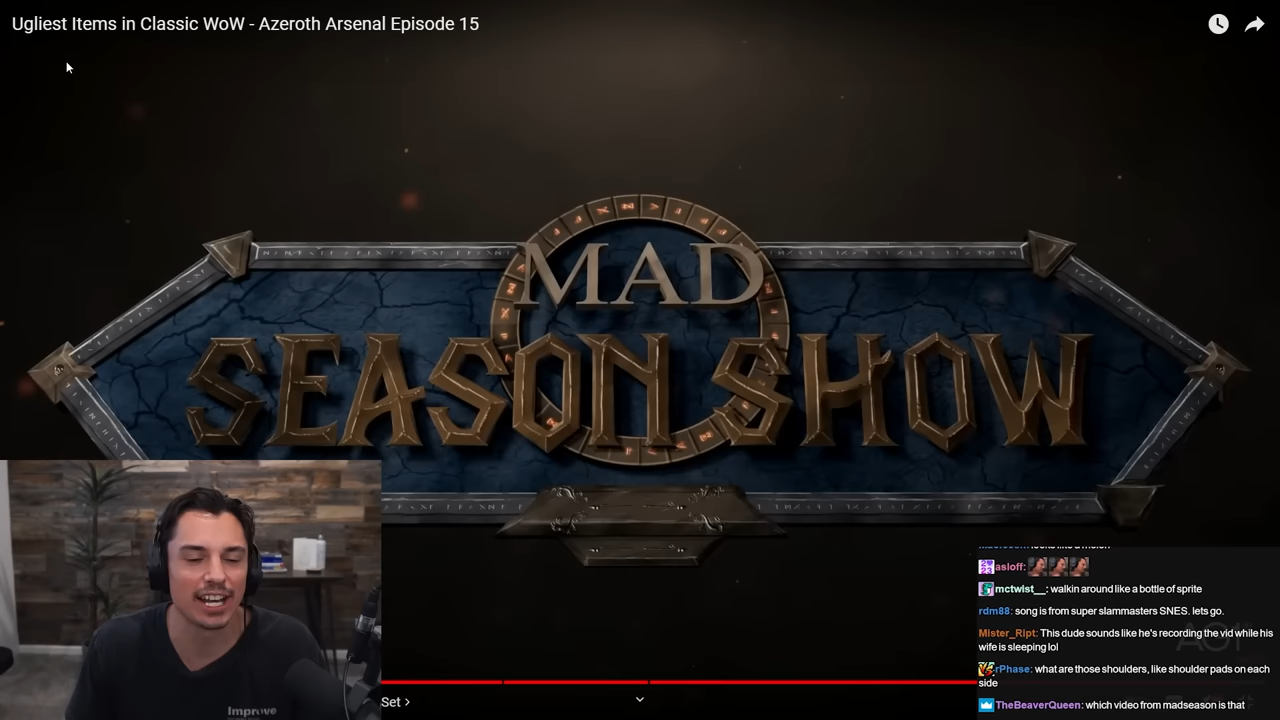 Ugliest Items in Classic WoW - Azeroth Arsenal Episode 15
MAD
SEASON SHOW
asloff:
mctwist__: walkin around like a bottle of sprite
rdm88: song is from super slammasters SNES. lets go.
Mister_Ript: This dude sounds like he's recording the vid while his
wife is sleeping lol
rPhase: what are those shoulders, like shoulder pads on each
side
TheBeaverQueen: which video from madseason is that
Set >
Improve